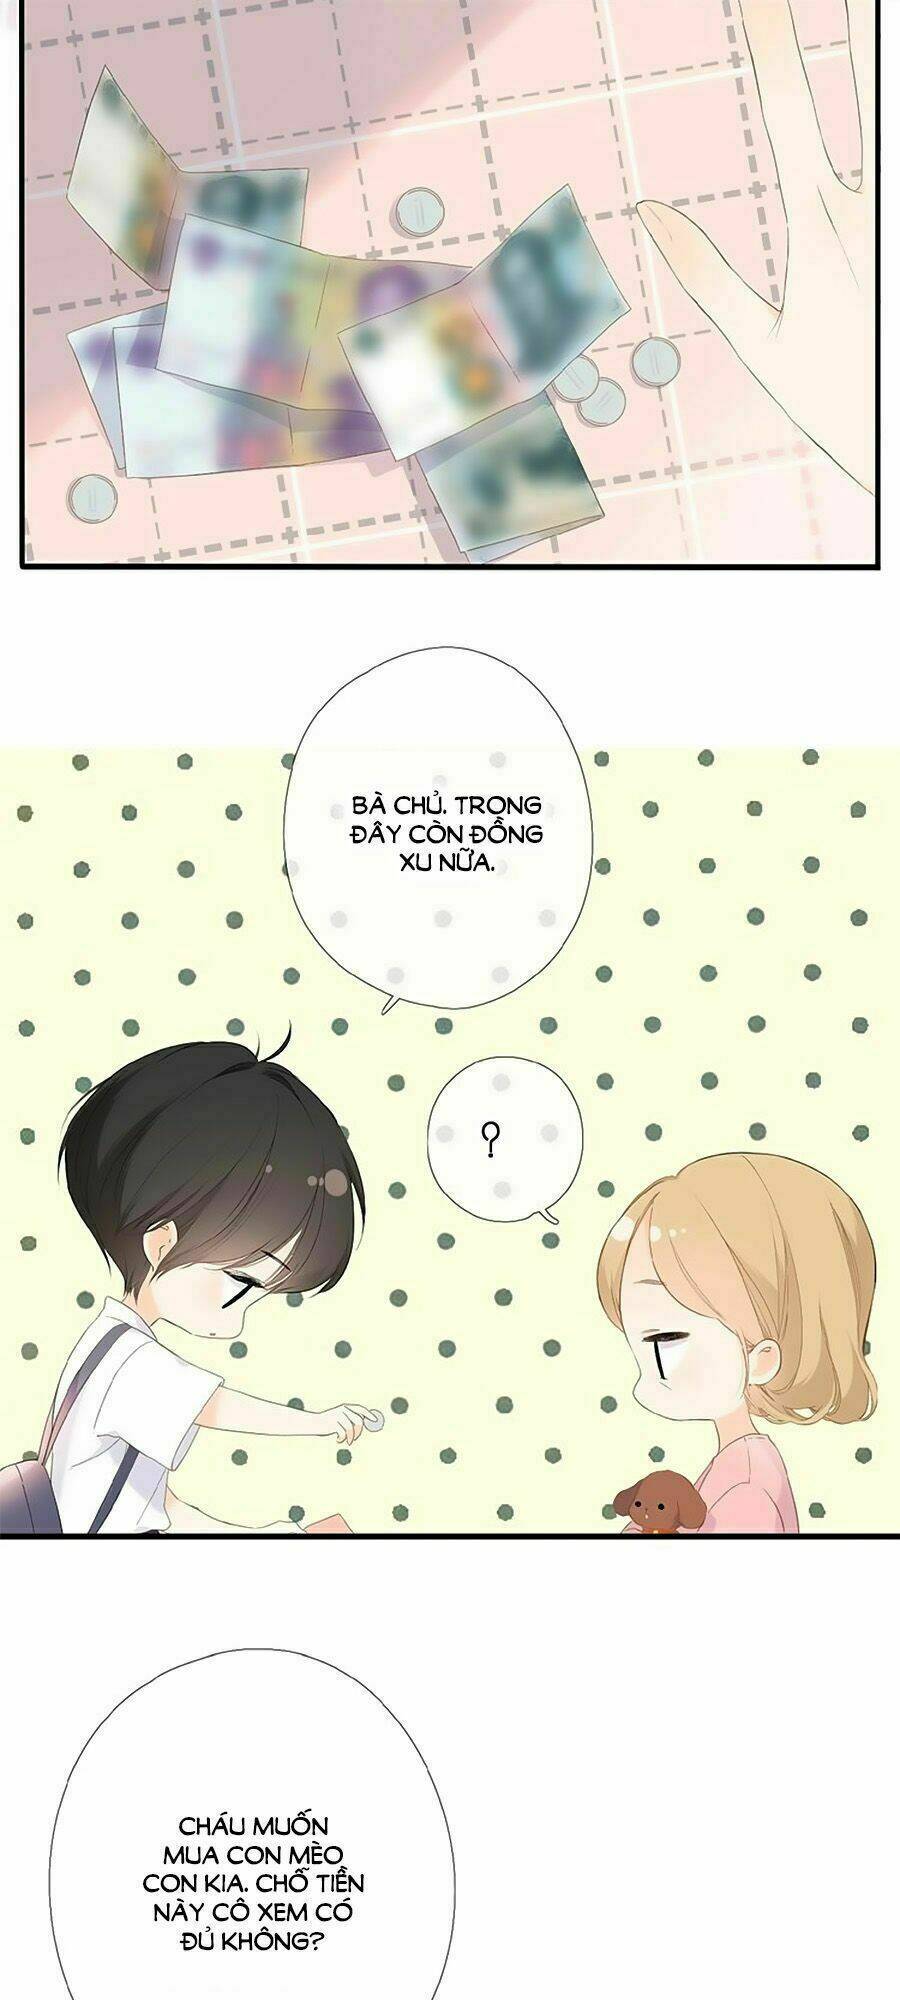 BÀ CHỦ. TRONG
ĐÂY CÒN ĐỒNG
XU NỮA.
?
CHÁU MUỐN
MUA CON MÈO
CON KIA. CHỖ TIỀN
NÀY CÔ XEM CÓ
ĐỦ KHÔNG?